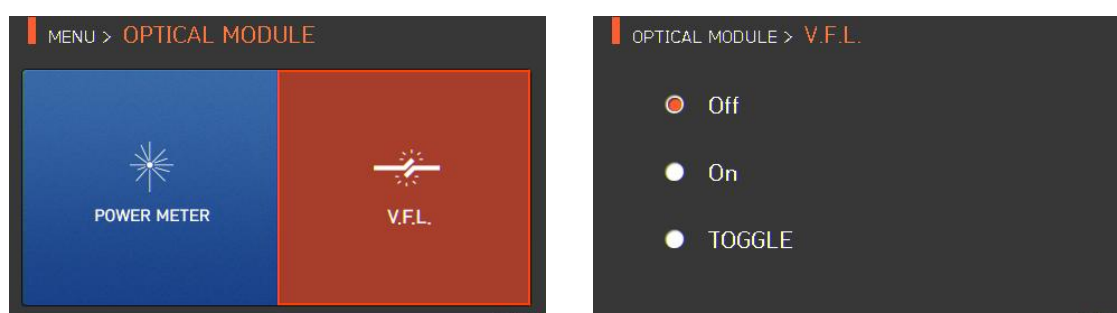 MENU > OPTICAL MODULE
POWER METER
V.F.L.
OPTICAL MODULE > V.F.L.
Off
On
TOGGLE